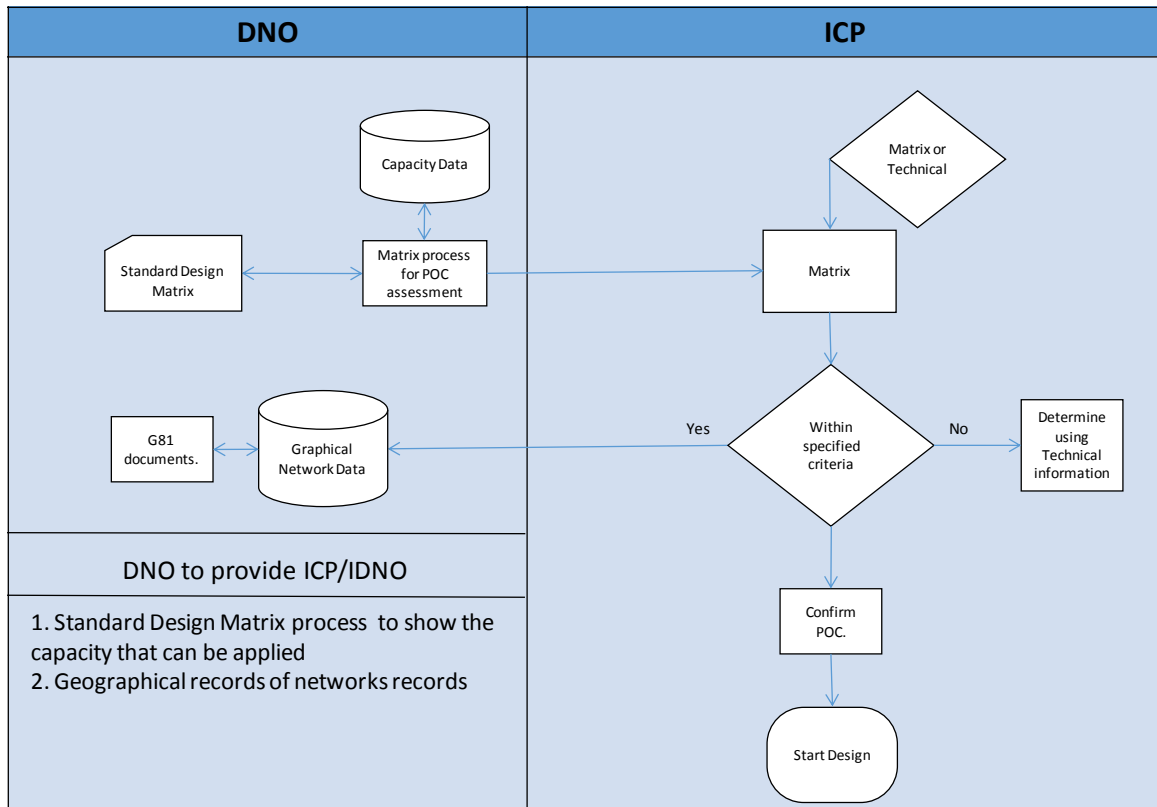 DNO
ICP
Capacity Data
Matrix or
Technical
Standard Design
Matrix
Matrix process
for POC
assessment
Matrix
G81
documents.
Graphical
Network Data
Yes
Within
specified
criteria
No
Determine
using
Technical
information
DNO to provide ICP/IDNO
1. Standard Design Matrix process to show the
capacity that can be applied
2. Geographical records of networks records
Confirm
POC.
Start Design